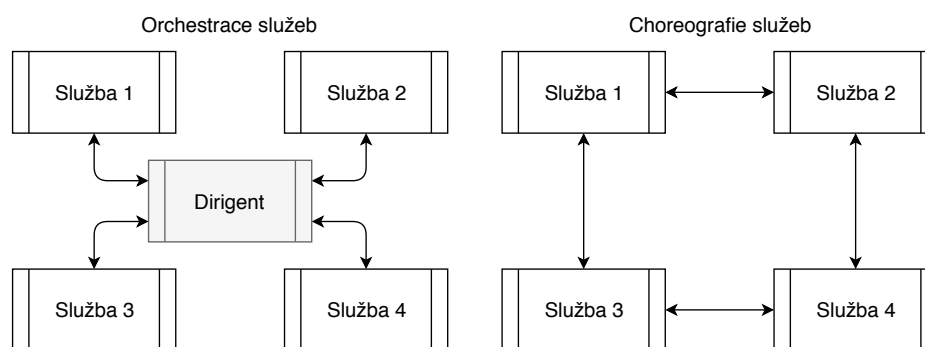 Orchestrace služeb
Choreografie služeb
Služba 1
Služba 2
Služba 1
Služba 2
Dirigent
Služba 3
Služba 4
Služba 3
Služba 4